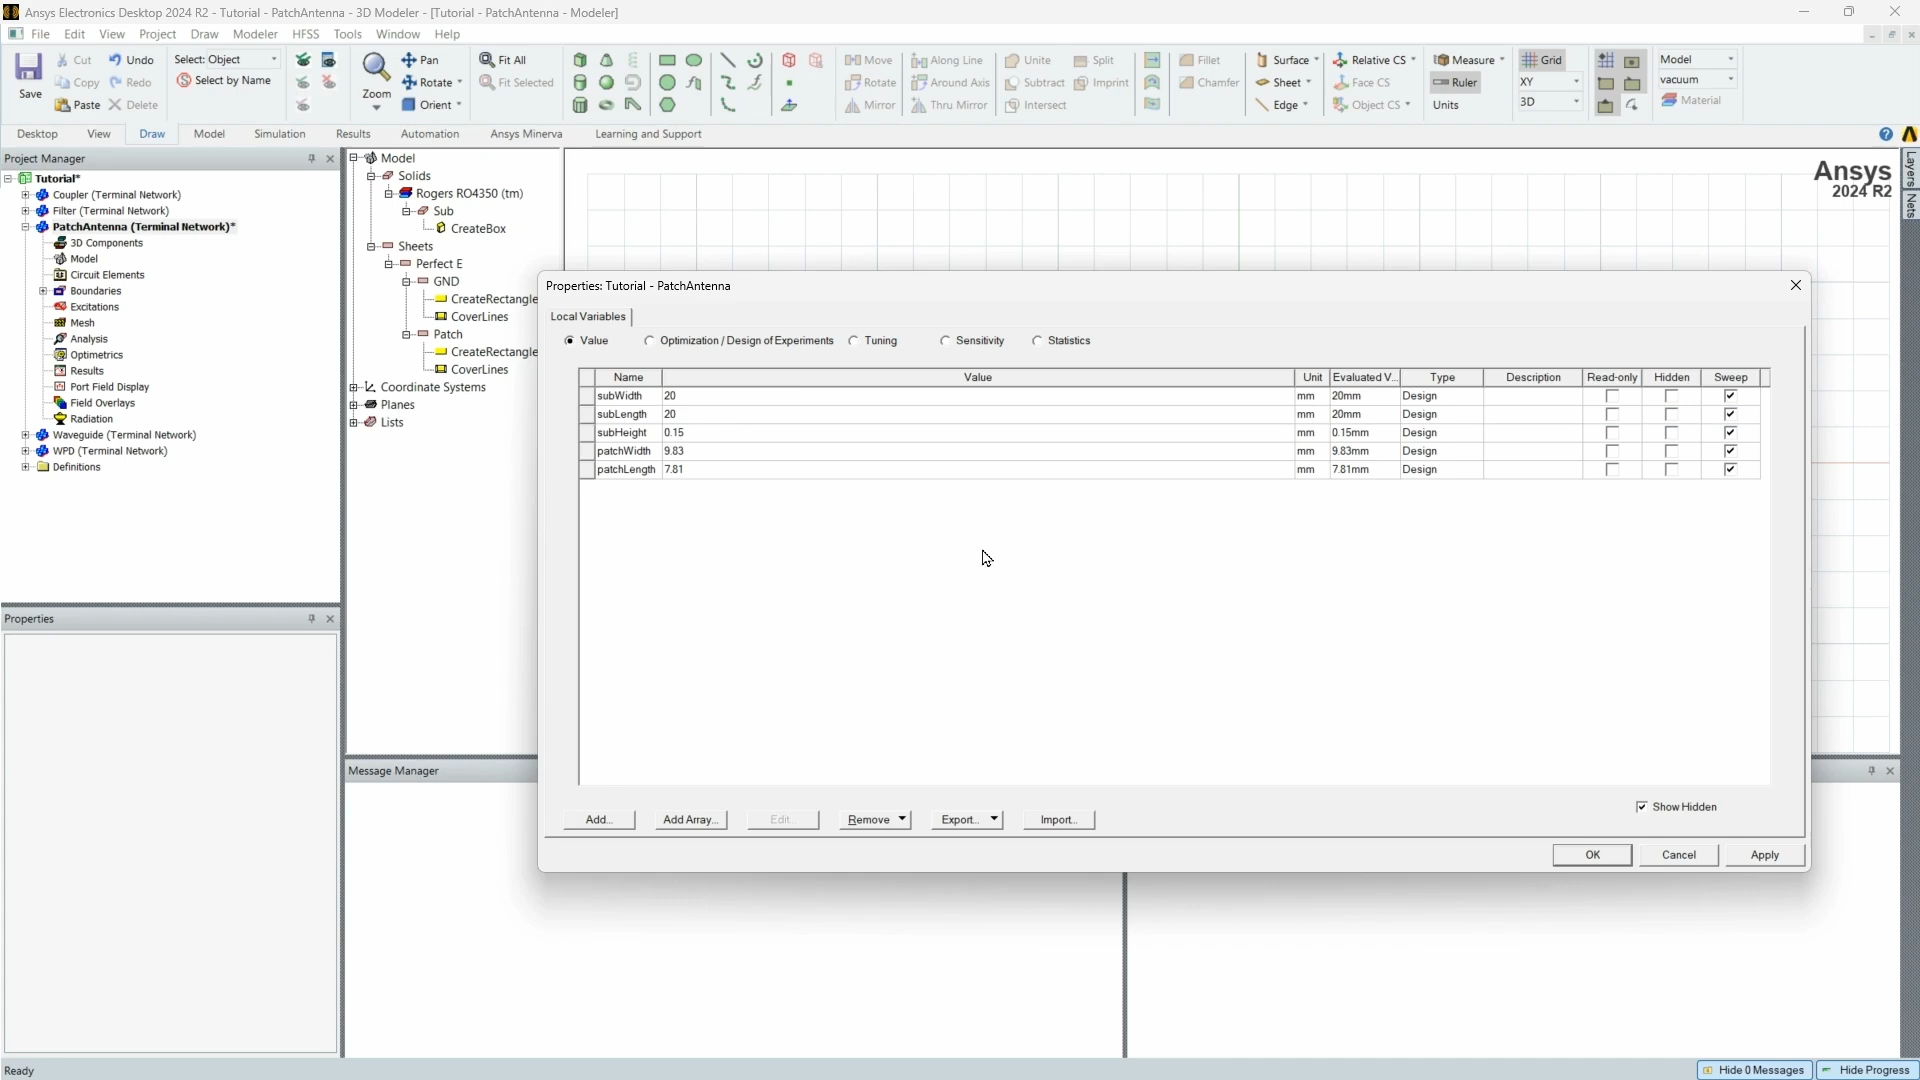 Ansys Electronics Desktop 2024 R2 - Tutorial - PatchAntenna - 3D Modeler - [Tutorial - PatchAntenna - Modeler]
File Edit View Project Draw Modeler HFSS Tools Window Help
Save
Cut
Copy
Paste
Undo
Redo
Delete
Select: Object
Select by Name
Zoom
Pan
Rotate
Orient
Fit All
Fit Selected
Move
Rotate
Mirror
Along Line
Around Axis
Thru Mirror
Unite
Subtract
Intersect
Split
Imprint
Fillet
Chamfer
Surface
Sheet
Edge
Relative CS
Face CS
Object CS
Measure
Ruler
Units
Grid
XY
3D
Model
vacuum
Material
Desktop View Draw Model Simulation Results Automation Ansys Minerva Learning and Support
Project Manager
Tutorial*
Coupler (Terminal Network)
Filter (Terminal Network)
PatchAntenna (Terminal Network)*
3D Components
Model
Circuit Elements
Boundaries
Excitations
Mesh
Analysis
Optimetrics
Results
Port Field Display
Field Overlays
Radiation
Waveguide (Terminal Network)
WPD (Terminal Network)
Definitions
Properties
Model
Solids
Rogers RO4350 (tm)
Sub
CreateBox
Sheets
Perfect E
GND
CreateRectangle
CoverLines
Patch
CreateRectangle
CoverLines
Coordinate Systems
Planes
Lists
Ansys
2024 R2
Layers
Nets
Properties: Tutorial - PatchAntenna
Local Variables
Value Optimization / Design of Experiments Tuning Sensitivity Statistics
Name Value Unit Evaluated V... Type Description Read-only Hidden Sweep
subWidth 20 mm 20mm Design
subLength 20 mm 20mm Design
subHeight 0.15 mm 0.15mm Design
patchWidth 9.83 mm 9.83mm Design
patchLength 7.81 mm 7.81mm Design
Show Hidden
Add... Add Array... Edit... Remove Export... Import...
OK Cancel Apply
Message Manager
Ready
Hide 0 Messages Hide Progress